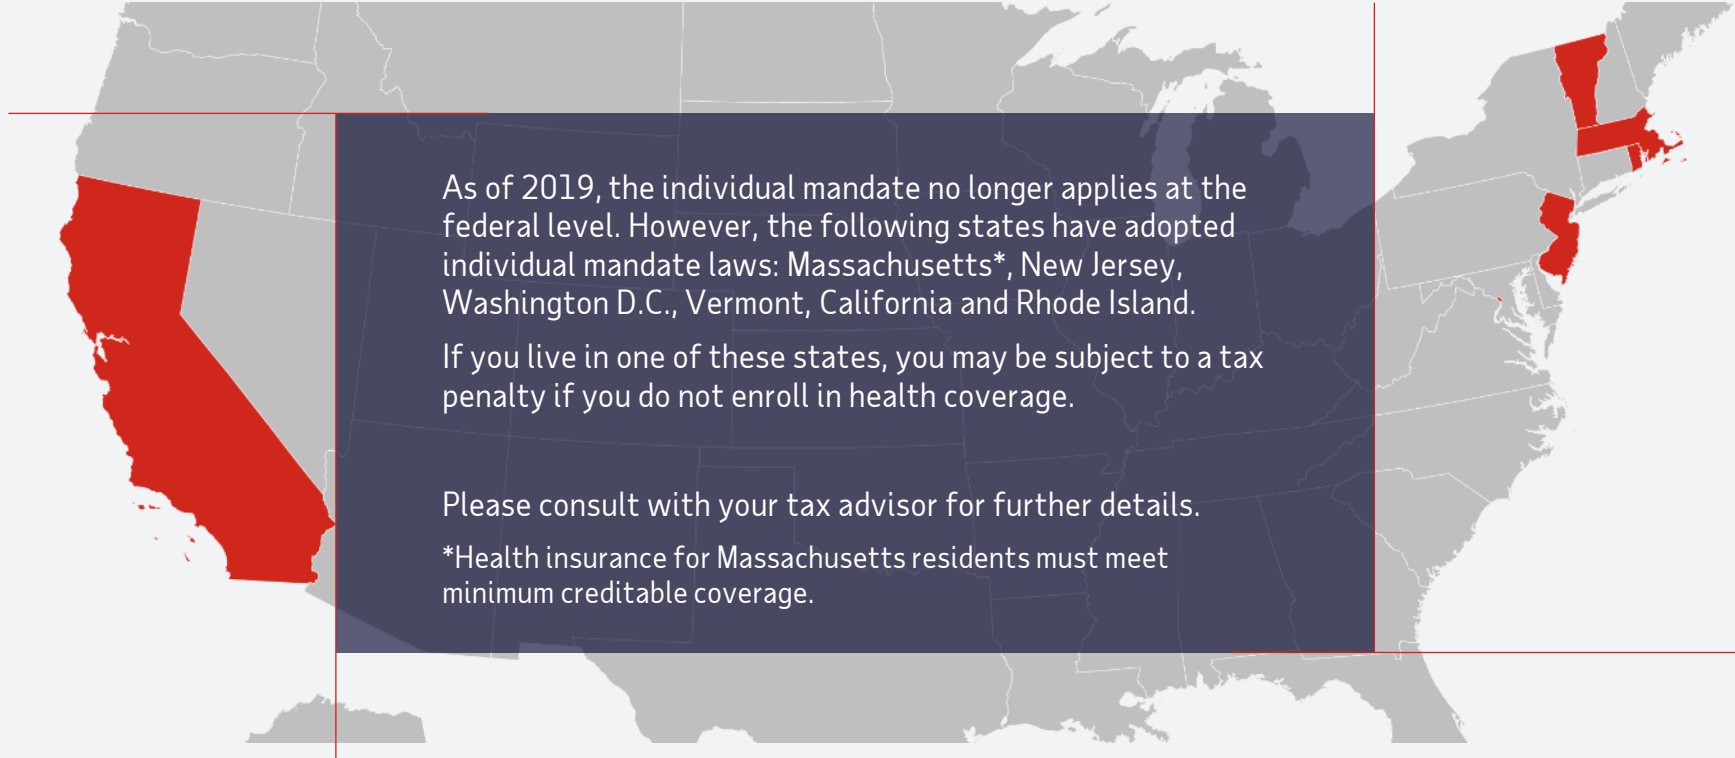 As of 2019, the individual mandate no longer applies at the
federal level. However, the following states have adopted
individual mandate laws: Massachusetts*, New Jersey,
Washington D.C., Vermont, California and Rhode Island.
If you live in one of these states, you may be subject to a tax
penalty if you do not enroll in health coverage.
Please consult with your tax advisor for further details.
*Health insurance for Massachusetts residents must meet
minimum creditable coverage.